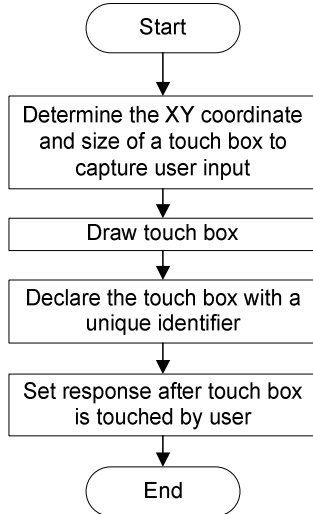 Start
Determine the XY coordinate
and size of a touch box to
capture user input
Draw touch box
Declare the touch box with a
unique identifier
Set response after touch box
is touched by user
End